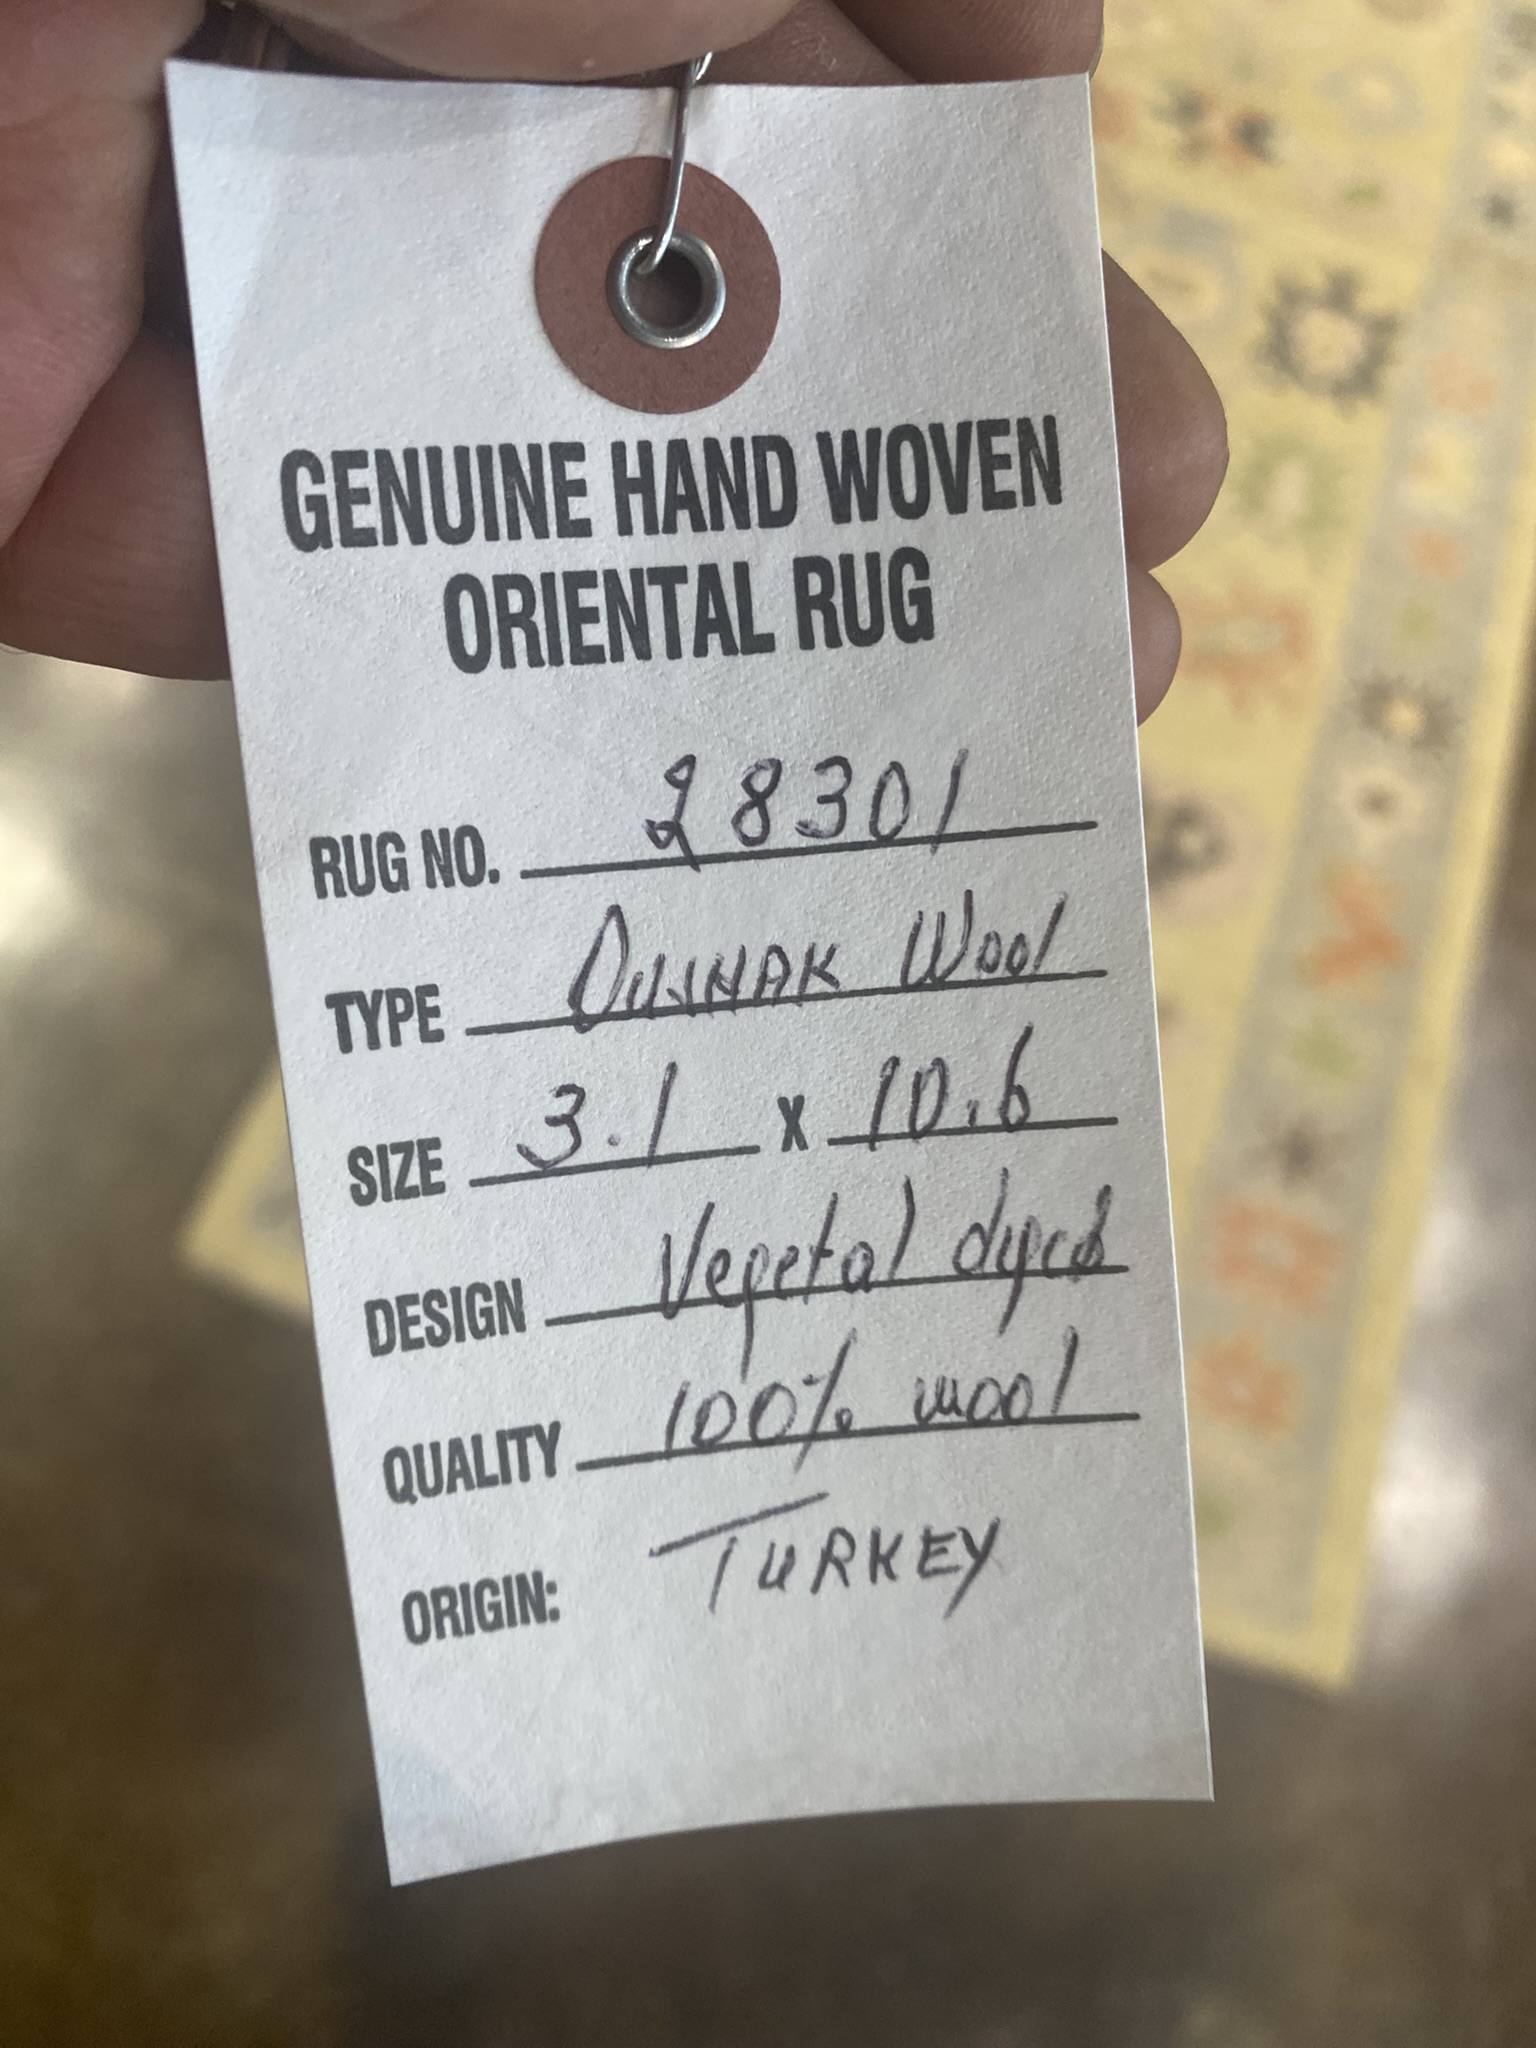 GENUINE HAND WOVEN
ORIENTAL RUG
RUG NO. 28301
TYPE Oushak Wool
SIZE 3.1 x 10.6
DESIGN Vegetal dyed
QUALITY 100% wool
ORIGIN: TURKEY